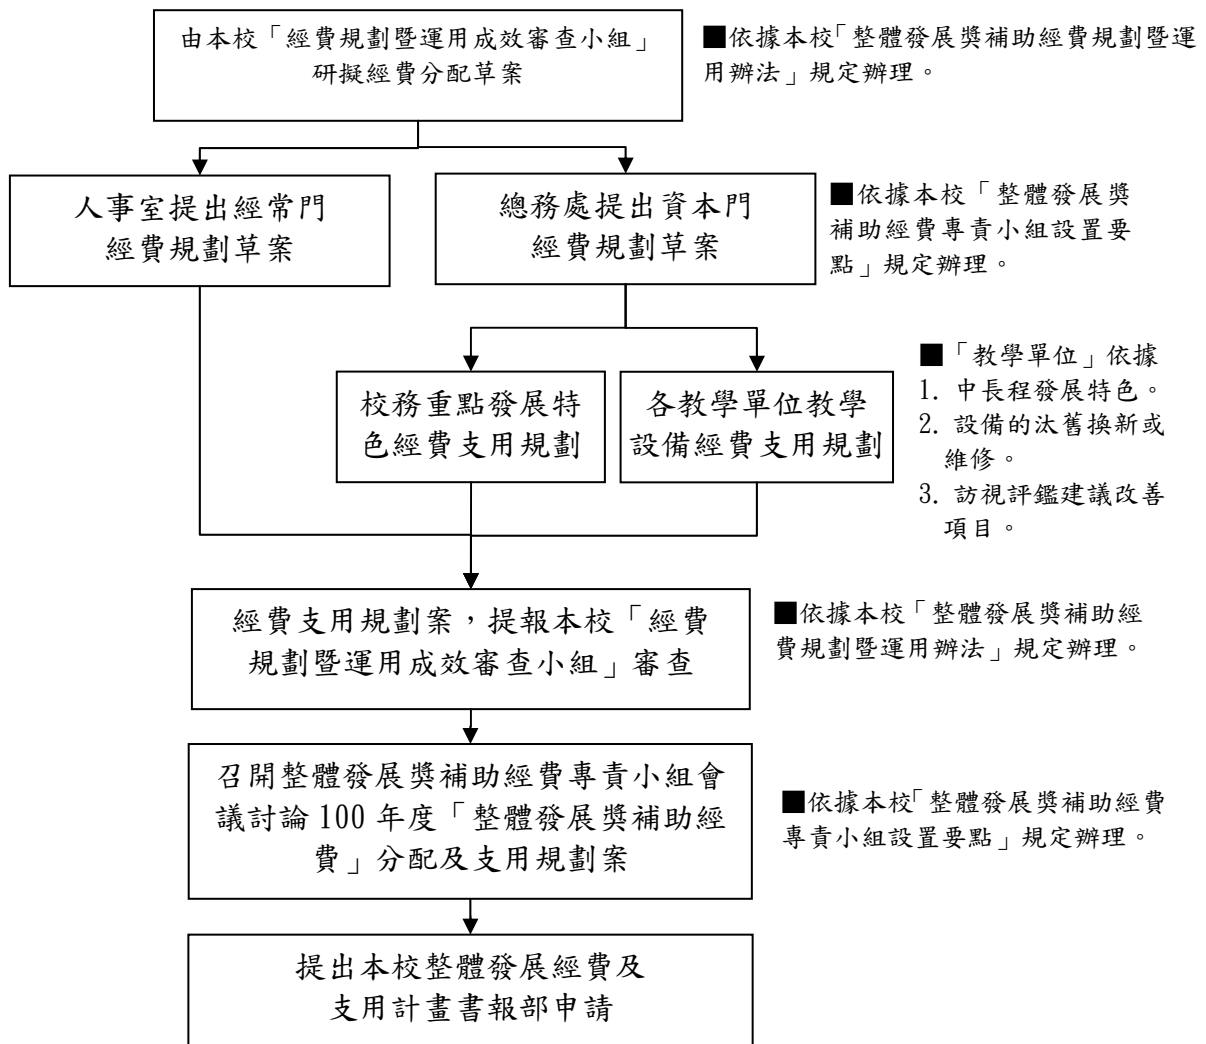 由本校「經費規劃暨運用成效審查小組」
研擬經費分配草案
■依據本校「整體發展獎補助經費規劃暨運
用辦法」規定辦理。
人事室提出經常門
經費規劃草案
總務處提出資本門
經費規劃草案
■依據本校「整體發展獎
補助經費專責小組設置要
點」規定辦理。
校務重點發展特
色經費支用規劃
各教學單位教學
設備經費支用規劃
■「教學單位」依據
1. 中長程發展特色。
2. 設備的汰舊換新或
維修。
3. 訪視評鑑建議改善
項目。
經費支用規劃案，提報本校「經費
規劃暨運用成效審查小組」審查
■依據本校「整體發展獎補助經
費規劃暨運用辦法」規定辦理。
召開整體發展獎補助經費專責小組會
議討論 100 年度「整體發展獎補助經
費」分配及支用規劃案
■依據本校「整體發展獎補助經費
專責小組設置要點」規定辦理。
提出本校整體發展經費及
支用計畫書報部申請